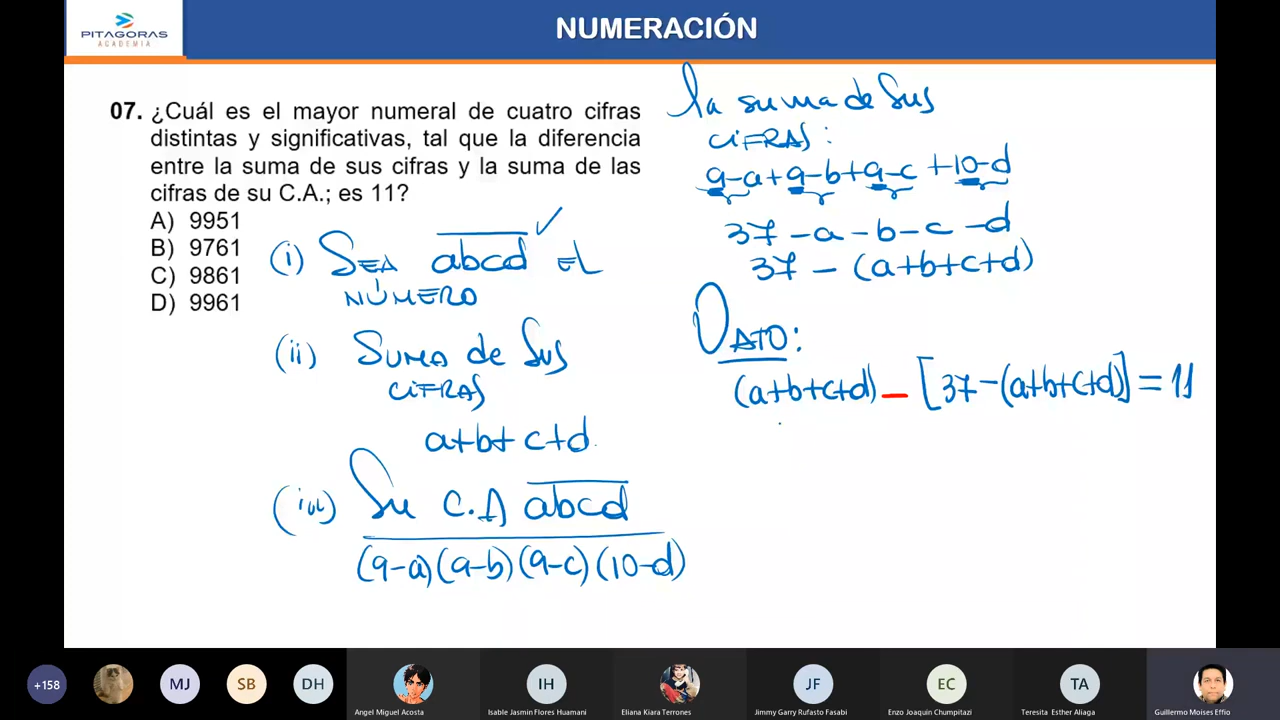 PITAGORAS
ACADEMIA
NUMERACIÓN
07. ¿Cuál es el mayor numeral de cuatro cifras
distintas y significativas, tal que la diferencia
entre la suma de sus cifras y la suma de las
cifras de su C.A.; es 11?
A) 9951
B) 9761
C) 9861
D) 9961
(i) SEA abcd EL
NÚMERO
(ii) SUMA de Sus
CIFRAS
a+b+c+d
(iii) Su C.A abcd
(9-a)(9-b)(9-c)(10-d)
la suma de Sus
CIFRAS:
9-a+9-b+9-c+10-d
37-a-b-c-d
37-(a+b+c+d)
DATO:
(a+b+c+d)-[37-(a+b+c+d)]=11
+158
MJ
SB
DH
IH
JF
EC
TA
Angel Miguel Acosta
Isable Jasmin Flores Huamani
Eliana Kiara Terrones
Jimmy Garry Rufasto Fasabi
Enzo Joaquin Chumpitazi
Teresita Esther Aliaga
Guillermo Moises Effio